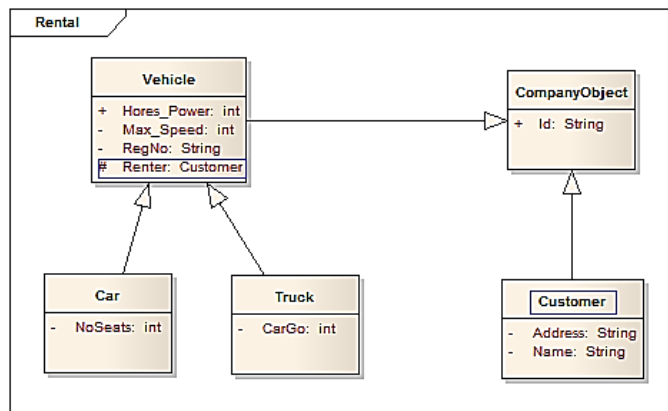 Rental
Vehicle
+ Hores_Power: int
- Max_Speed: int
- RegNo: String
# Renter: Customer
CompanyObject
+ Id: String
Car
- NoSeats: int
Truck
- CarGo: int
Customer
- Address: String
- Name: String